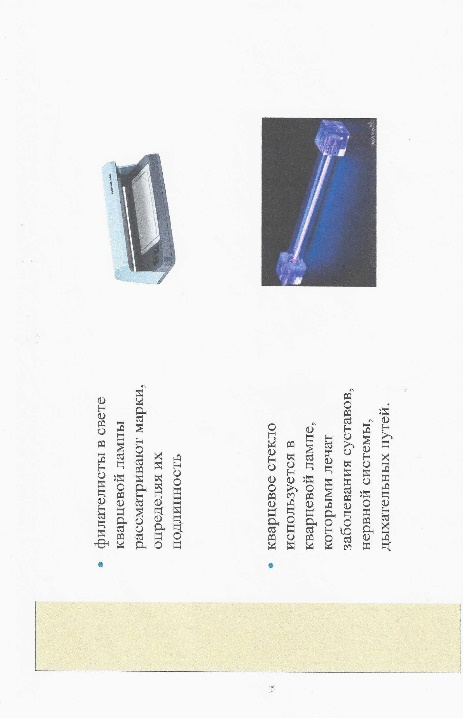 • филателисты в свете
кварцевой лампы
рассматривают марки,
определяя их
подлинность
• кварцевое стекло
используется в
кварцевой лампе,
которыми лечат
заболевания суставов,
нервной системы,
дыхательных путей.